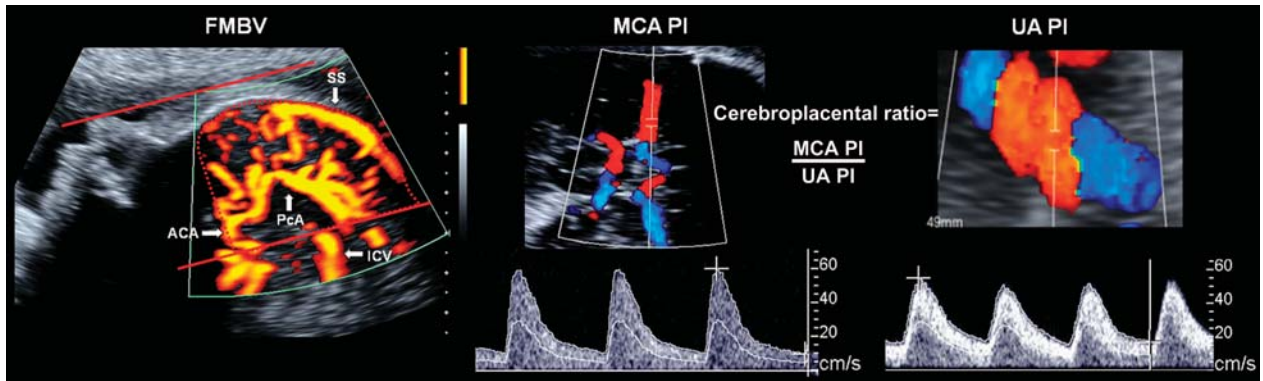 FMBV
SS
ACA
PcA
ICV
MCA PI
60
40
20
cm/s
Cerebroplacental ratio=
MCA PI
UA PI
UA PI
49mm
60
40
20
cm/s